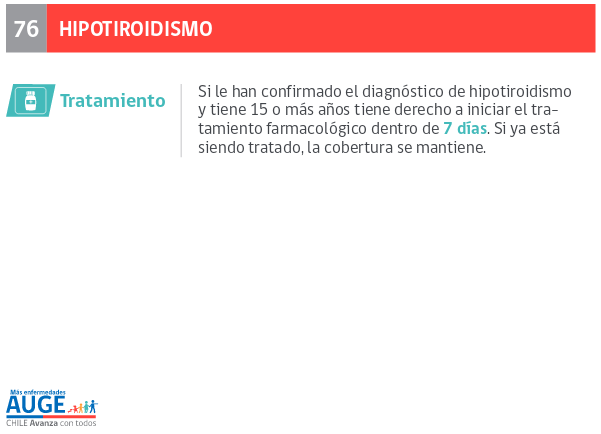 76 HIPOTIROIDISMO
Tratamiento
Si le han confirmado el diagnóstico de hipotiroidismo
y tiene 15 o más años tiene derecho a iniciar el tra-
tamiento farmacológico dentro de 7 días. Si ya está
siendo tratado, la cobertura se mantiene.
Más enfermedades
AUGE
CHILE Avanza con todos